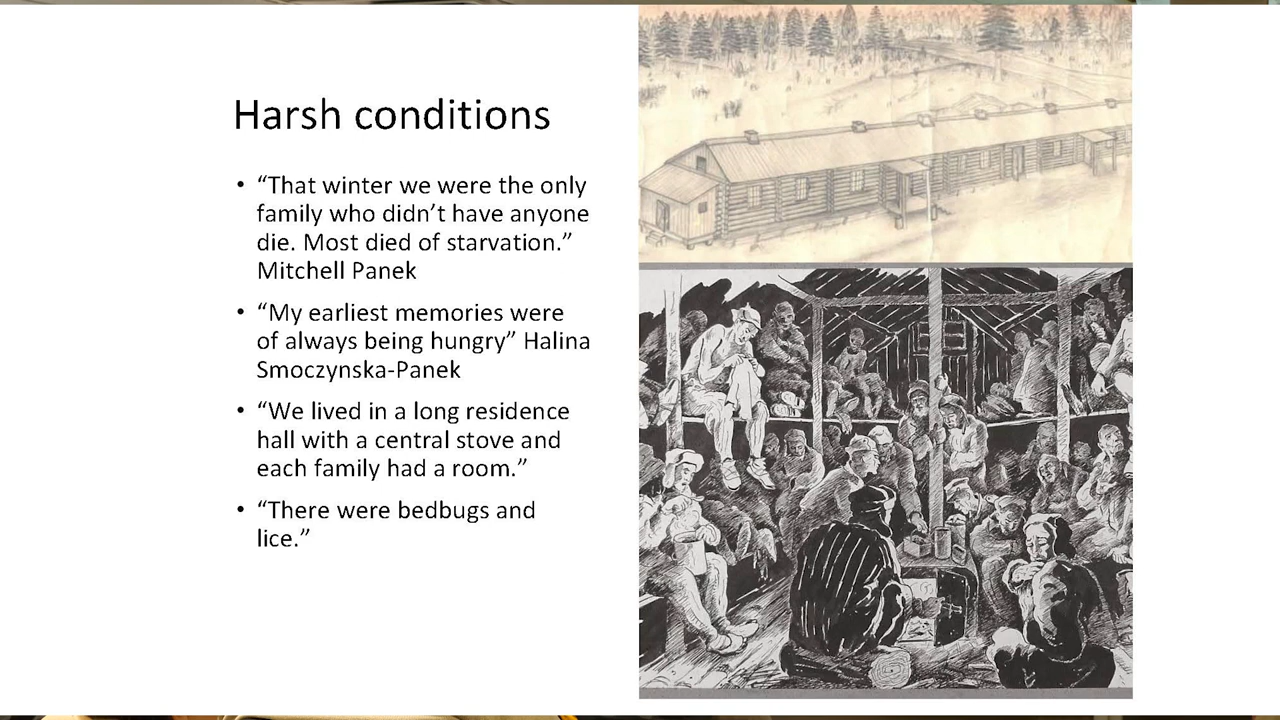 Harsh conditions
• “That winter we were the only
family who didn’t have anyone
die. Most died of starvation.”
Mitchell Panek
• “My earliest memories were
of always being hungry” Halina
Smoczynska-Panek
• “We lived in a long residence
hall with a central stove and
each family had a room.”
• “There were bedbugs and
lice.”